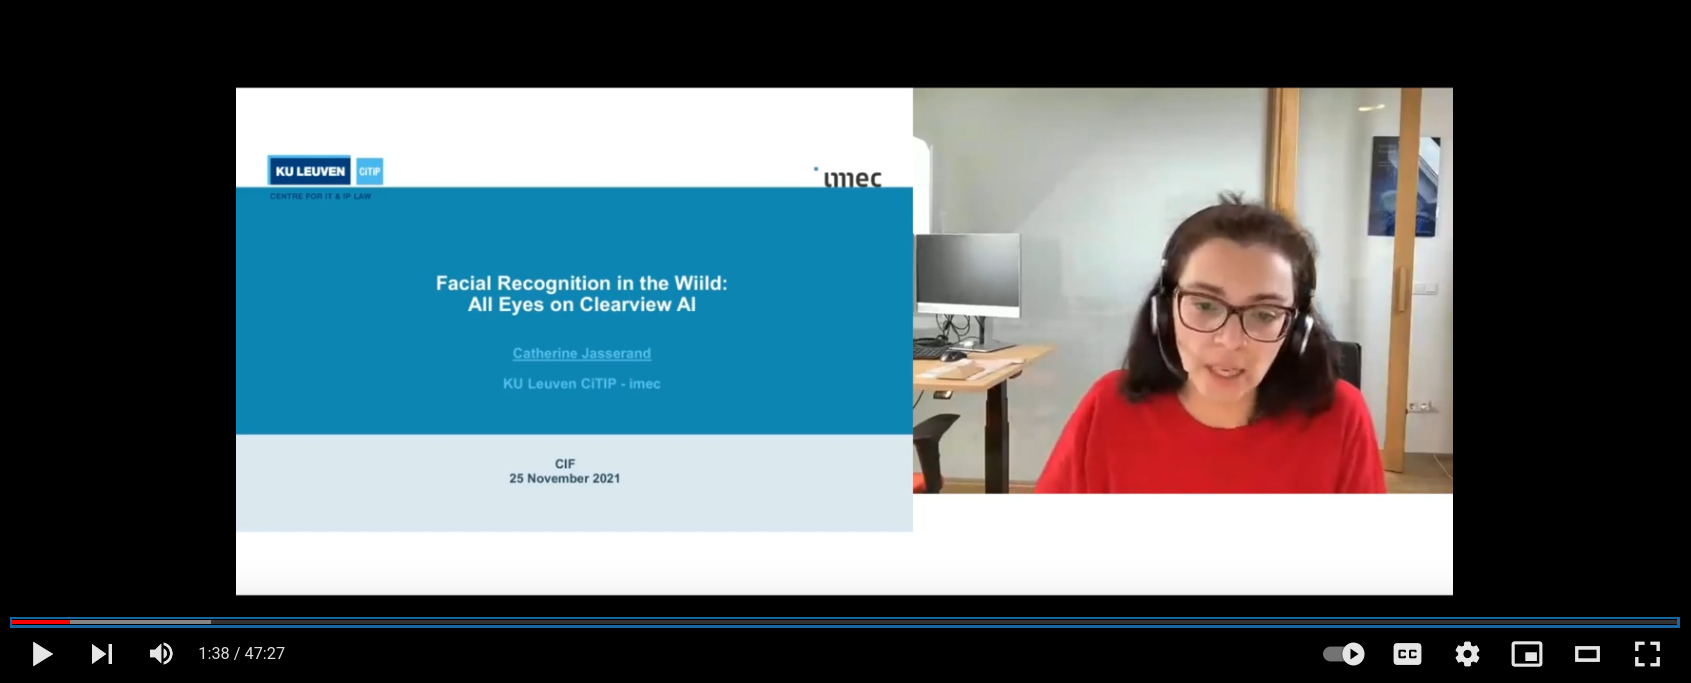 KU LEUVEN CiTiP
CENTRE FOR IT & IP LAW
imec
Facial Recognition in the Wiild:
All Eyes on Clearview AI
Catherine Jasserand
KU Leuven CiTIP - imec
CIF
25 November 2021
1:38 / 47:27
CC